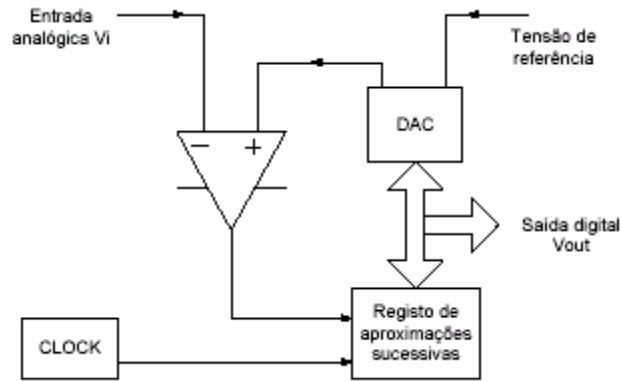 Entrada
analógica Vi
Tensão de
referência
DAC
− +
Saída digital
Vout
Registo de
aproximações
sucessivas
CLOCK